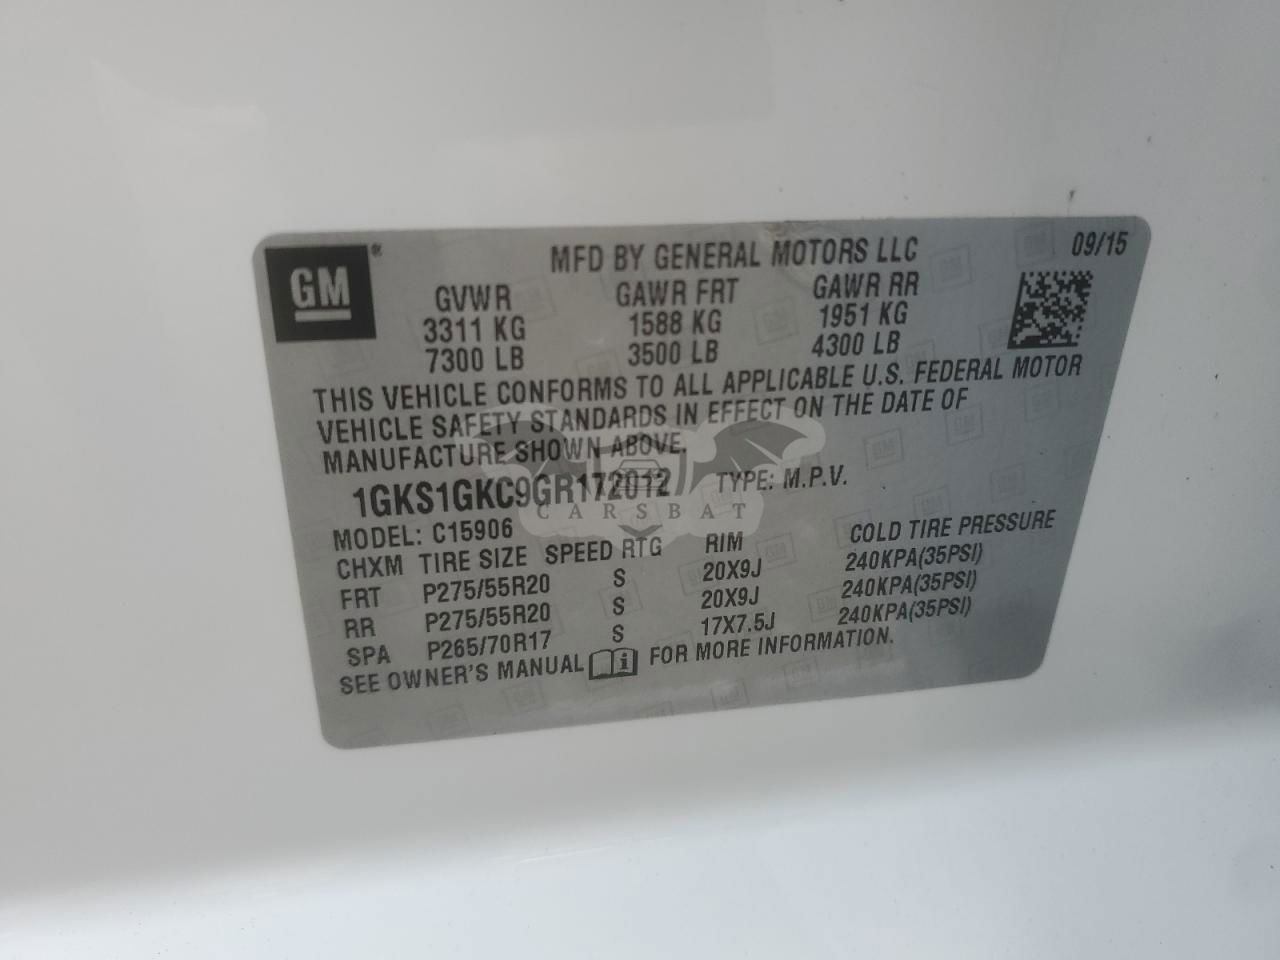 GM®
MFD BY GENERAL MOTORS LLC 09/15
GVWR GAWR FRT GAWR RR
3311 KG 1588 KG 1951 KG
7300 LB 3500 LB 4300 LB
THIS VEHICLE CONFORMS TO ALL APPLICABLE U.S. FEDERAL MOTOR
VEHICLE SAFETY STANDARDS IN EFFECT ON THE DATE OF
MANUFACTURE SHOWN ABOVE.
1GKS1GKC9GR172012 TYPE: M.P.V.
CARSBAT
MODEL: C15906
CHXM TIRE SIZE SPEED RTG RIM COLD TIRE PRESSURE
FRT P275/55R20 S 20X9J 240KPA(35PSI)
RR P275/55R20 S 20X9J 240KPA(35PSI)
SPA P265/70R17 S 17X7.5J 240KPA(35PSI)
SEE OWNER'S MANUAL i FOR MORE INFORMATION.